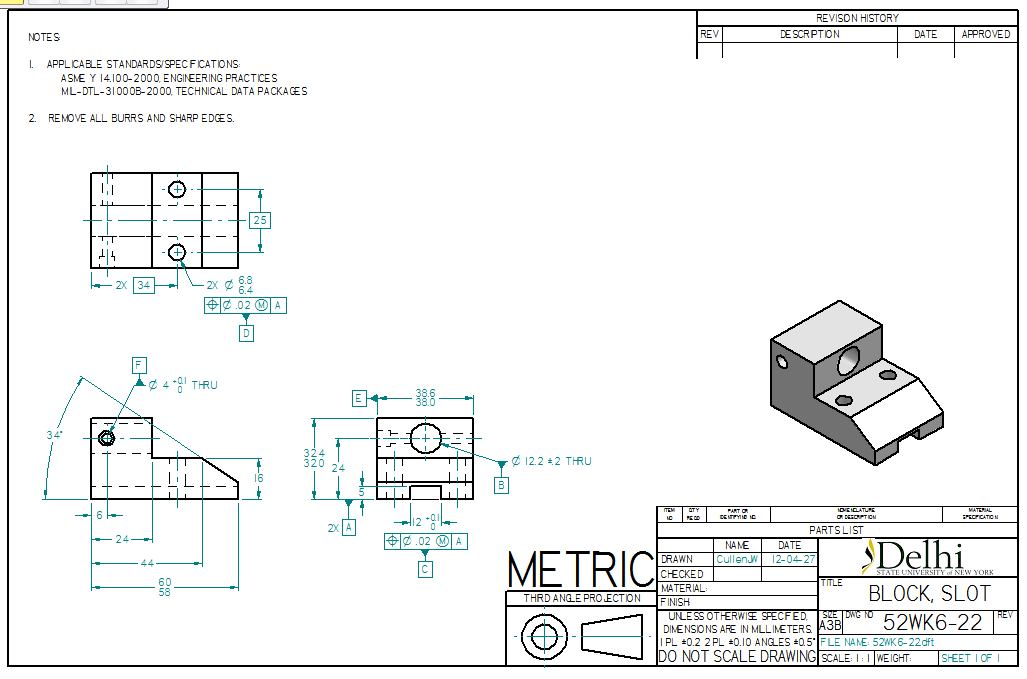 REVISION HISTORY
REV DESCRIPTION DATE APPROVED
NOTES
1. APPLICABLE STANDARDS/SPECIFICATIONS:
ASME Y 14.100-2000, ENGINEERING PRACTICES
MIL-DTL-31000B-2000, TECHNICAL DATA PACKAGES
2. REMOVE ALL BURRS AND SHARP EDGES.
25
2X 34
2X Ø 6.8
6.4
Ø .02 Ⓜ A
D
F
Ø 4 +0.1 THRU
0
34°
16
6
24
44
60
58
E
38.6
38.0
32.4
32.0
24
5
Ø 12.2 ±.2 THRU
B
2X A
12 +0.1
0
Ø .02 Ⓜ A
C
METRIC
THIRD ANGLE PROJECTION
ITEM NO
QTY REQD
PART OR IDENTIFYING NO.
NOMENCLATURE OR DESCRIPTION
MATERIAL SPECIFICATION
PARTS LIST
NAME DATE
DRAWN CullenJW 12-04-27
CHECKED
MATERIAL:
FINISH:
UNLESS OTHERWISE SPECIFIED,
DIMENSIONS ARE IN MILLIMETERS.
1 PL ±0.2 2 PL ±0.10 ANGLES ±0.5°
DO NOT SCALE DRAWING
Delhi
STATE UNIVERSITY of NEW YORK
TITLE
BLOCK, SLOT
SIZE DWG NO REV
A3B 52WK6-22
FILE NAME: 52WK6-22.dft
SCALE: 1:1 WEIGHT: SHEET 1 OF 1